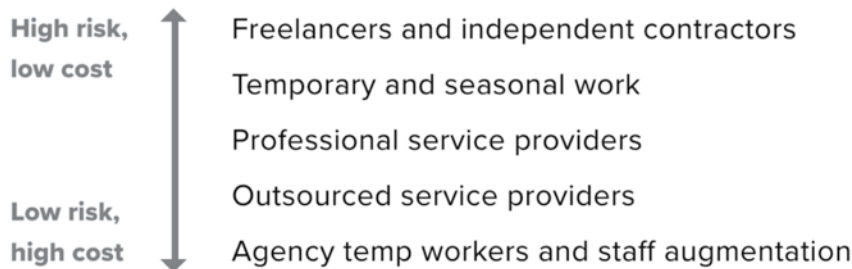 High risk,
low cost
Freelancers and independent contractors
Temporary and seasonal work
Professional service providers
Outsourced service providers
Low risk,
high cost
Agency temp workers and staff augmentation